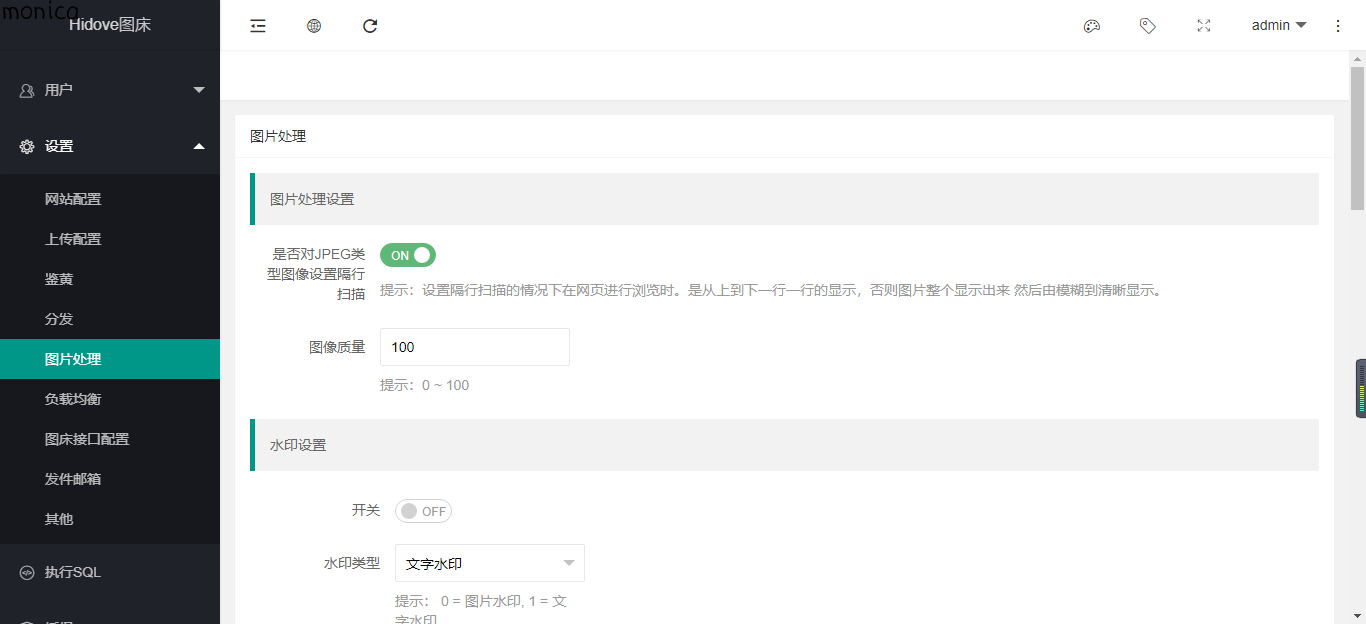 monica
Hidove图床
admin
用户
设置
网站配置
上传配置
鉴黄
分发
图片处理
负载均衡
图床接口配置
发件邮箱
其他
执行SQL
图片处理
图片处理设置
是否对JPEG类
型图像设置隔行
扫描
ON
提示：设置隔行扫描的情况下在网页进行浏览时。是从上到下一行一行的显示，否则图片整个显示出来 然后由模糊到清晰显示。
图像质量
100
提示：0 ~ 100
水印设置
开关
OFF
水印类型
文字水印
提示： 0 = 图片水印, 1 = 文
字水印